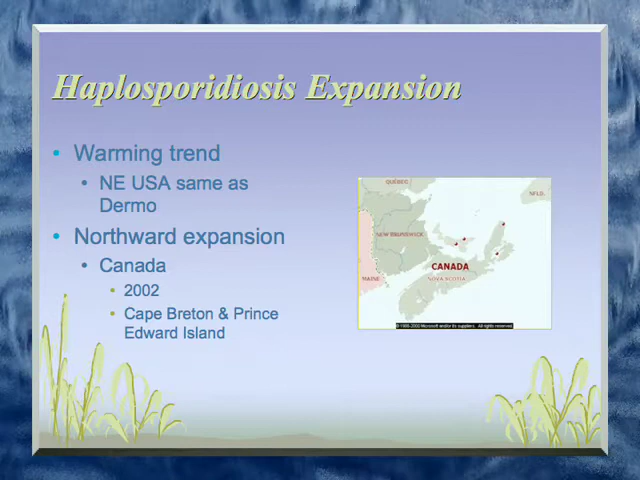 Haplosporidiosis Expansion
• Warming trend
• NE USA same as
Dermo
• Northward expansion
• Canada
• 2002
• Cape Breton & Prince
Edward Island
QUÉBEC
NFLD.
NEW BRUNSWICK
MAINE
CANADA
NOVA SCOTIA